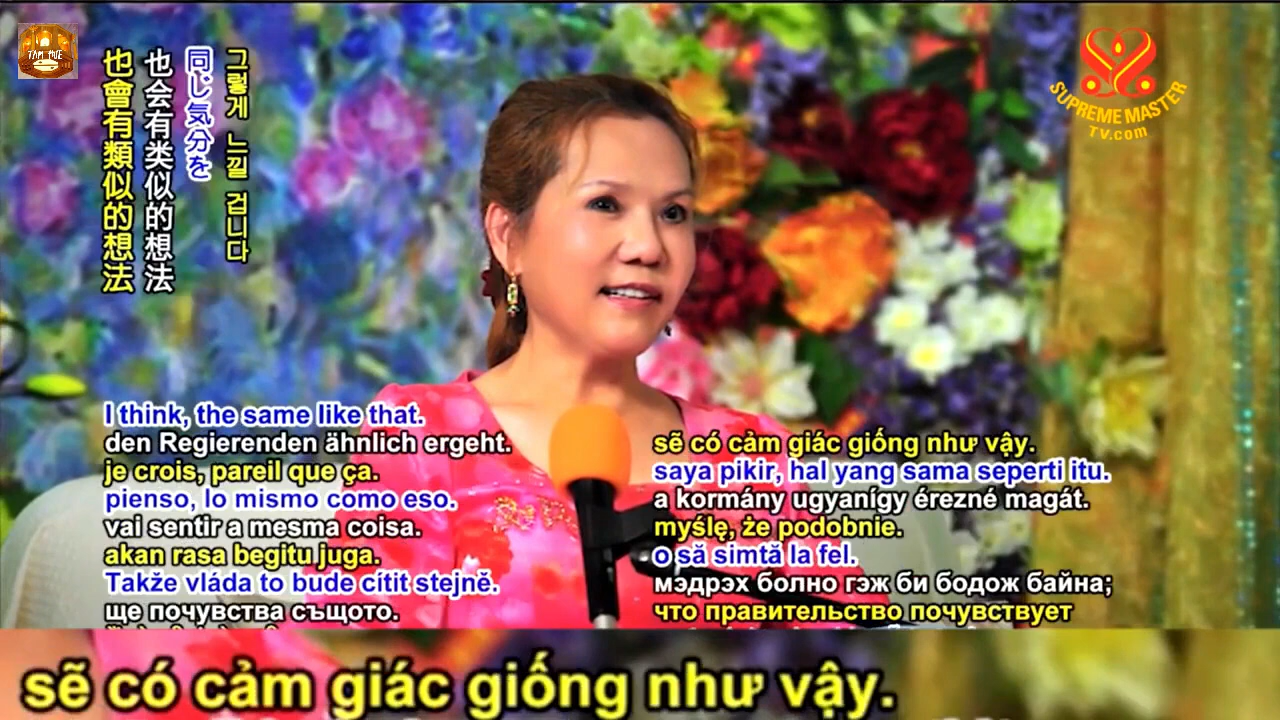 TAM TUE
그렇게 느낄 겁니다
同じ気分を
也会有类似的想法
也會有類似的想法
SUPREME MASTER
TV.com
I think, the same like that.
den Regierenden ähnlich ergeht.
je crois, pareil que ça.
pienso, lo mismo como eso.
vai sentir a mesma coisa.
akan rasa begitu juga.
Takže vláda to bude cítit stejně.
ще почувства същото.
sẽ có cảm giác giống như vậy.
saya pikir, hal yang sama seperti itu.
a kormány ugyanígy érezné magát.
myślę, że podobnie.
o să simtă la fel.
мэдрэх болно гэж би бодож байна;
что правительство почувствует
sẽ có cảm giác giống như vậy.